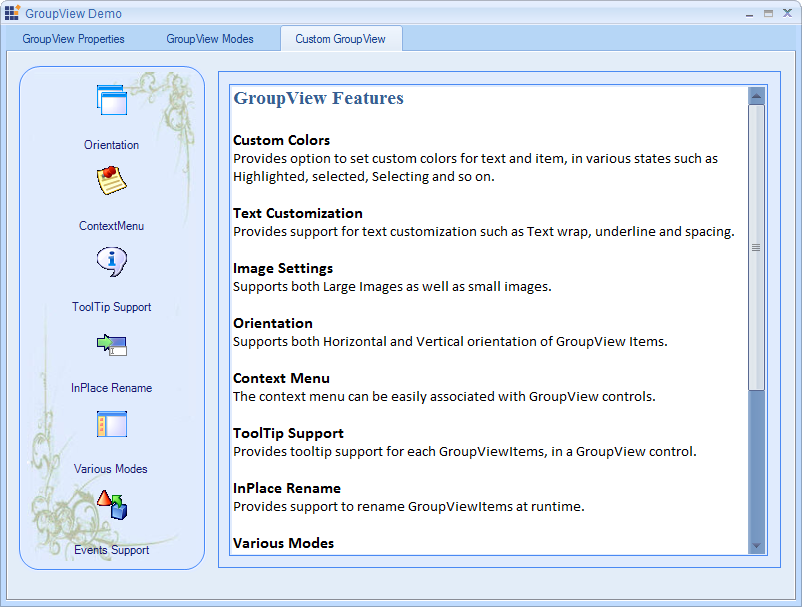 GroupView Demo
GroupView Properties
GroupView Modes
Custom GroupView
Orientation
ContextMenu
ToolTip Support
InPlace Rename
Various Modes
Events Support
GroupView Features
Custom Colors
Provides option to set custom colors for text and item, in various states such as
Highlighted, selected, Selecting and so on.
Text Customization
Provides support for text customization such as Text wrap, underline and spacing.
Image Settings
Supports both Large Images as well as small images.
Orientation
Supports both Horizontal and Vertical orientation of GroupView Items.
Context Menu
The context menu can be easily associated with GroupView controls.
ToolTip Support
Provides tooltip support for each GroupViewItems, in a GroupView control.
InPlace Rename
Provides support to rename GroupViewItems at runtime.
Various Modes